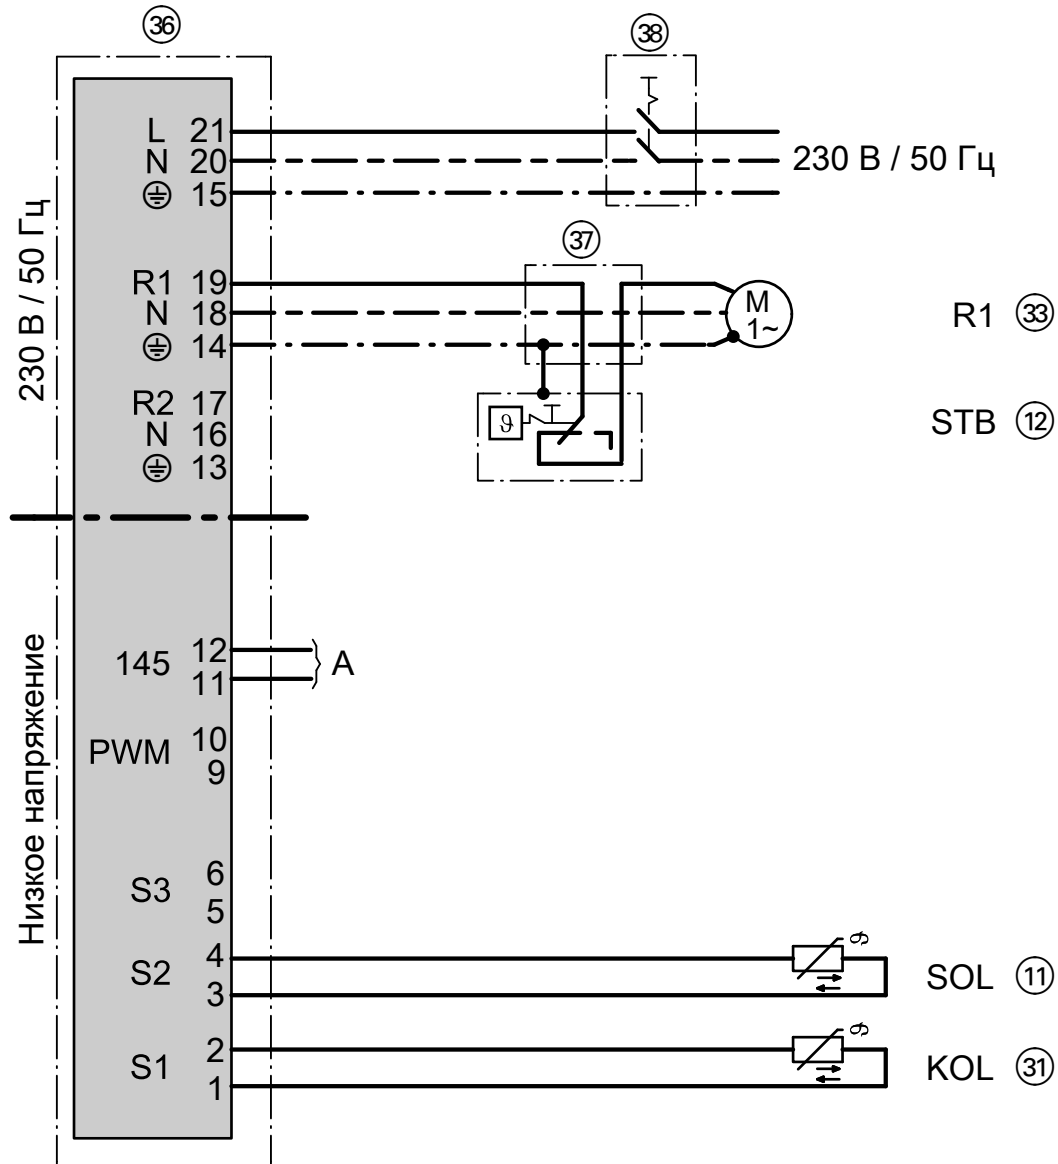 36
38
L 21
N 20
15
230 В / 50 Гц
230 В / 50 Гц
37
R1 19
N 18
14
M
1~
R1 33
R2 17
N 16
13
ϑ
STB 12
Низкое напряжение
145 12
11
A
PWM 10
9
S3 6
5
S2 4
3
ϑ
SOL 11
S1 2
1
ϑ
KOL 31